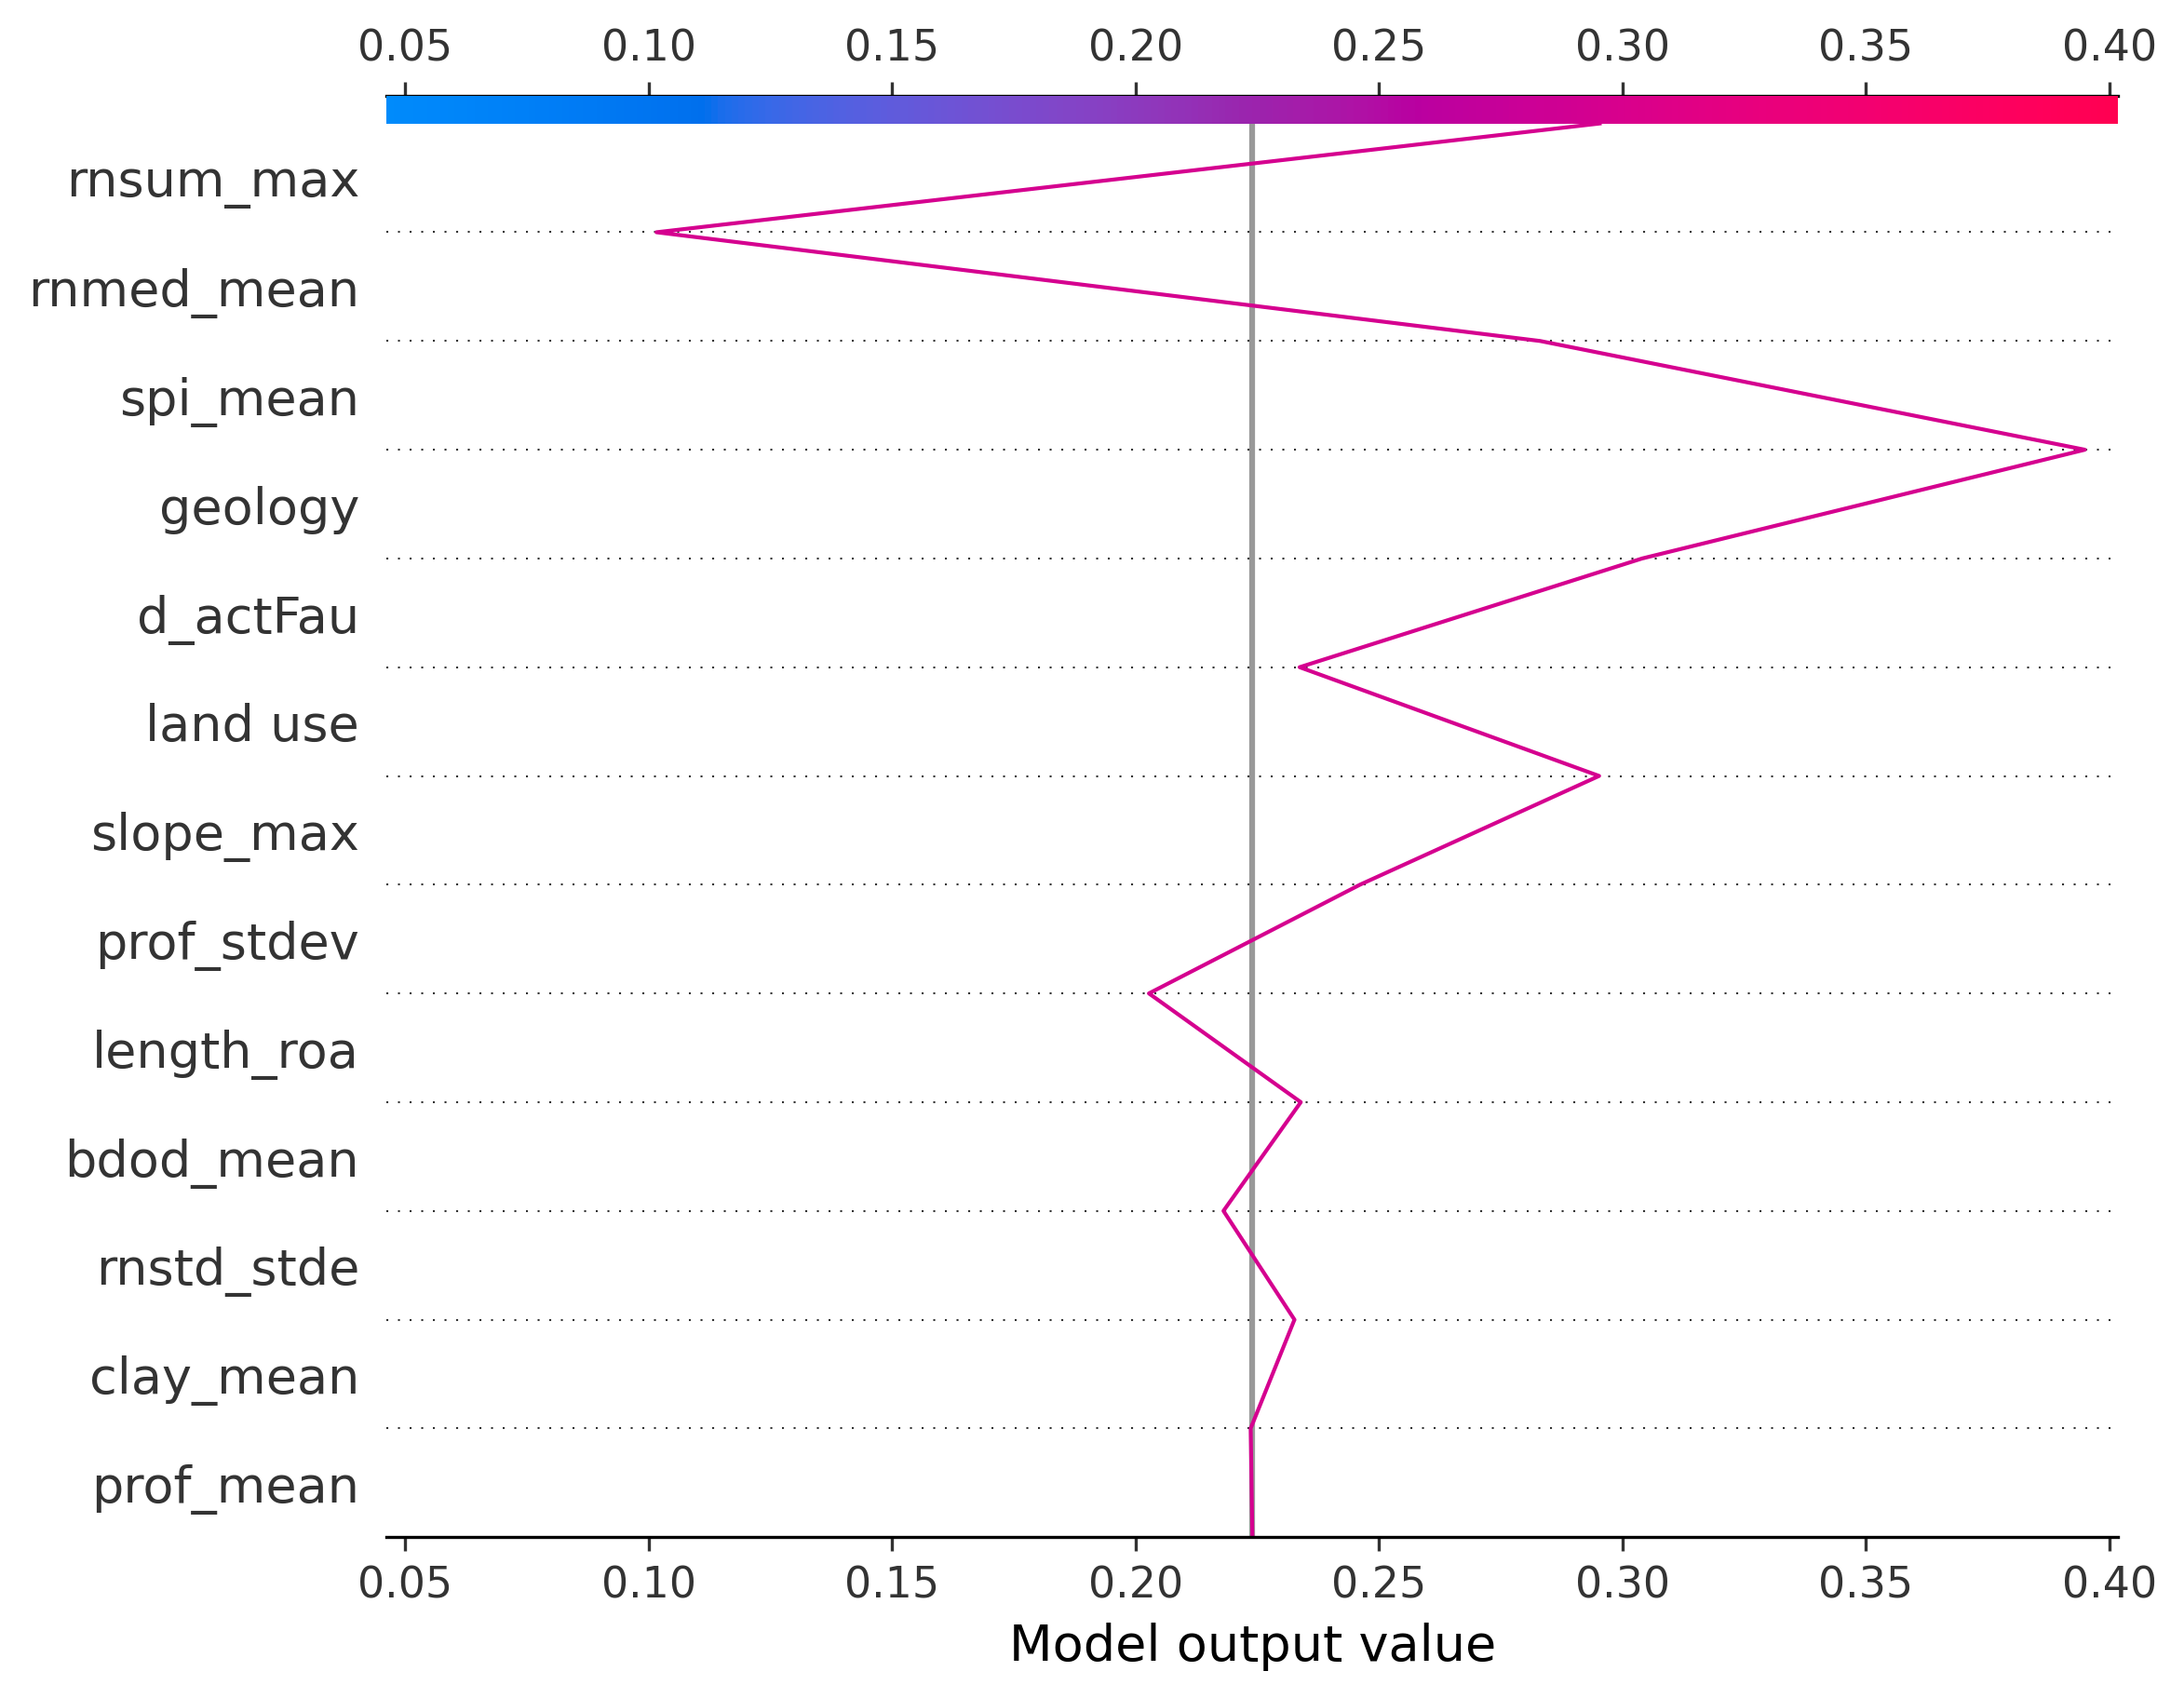 0.05 0.10 0.15 0.20 0.25 0.30 0.35 0.40
rnsum_max
rnmed_mean
spi_mean
geology
d_actFau
land use
slope_max
prof_stdev
length_roa
bdod_mean
rnstd_stde
clay_mean
prof_mean
0.05 0.10 0.15 0.20 0.25 0.30 0.35 0.40
Model output value